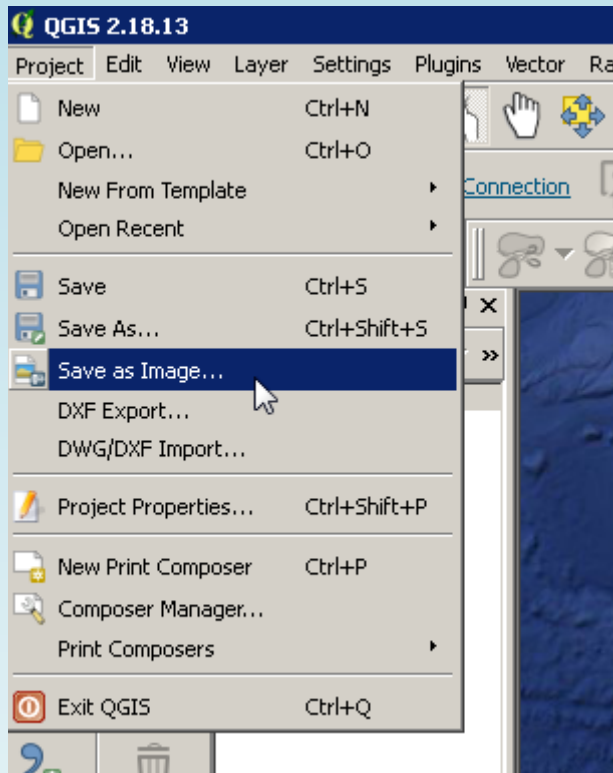 QGIS 2.18.13
Project Edit View Layer Settings Plugins Vector Ra
New Ctrl+N
Open... Ctrl+O
New From Template
Connection
Open Recent
Save Ctrl+S
Save As... Ctrl+Shift+S
Save as Image...
DXF Export...
DWG/DXF Import...
Project Properties... Ctrl+Shift+P
New Print Composer Ctrl+P
Composer Manager...
Print Composers
Exit QGIS Ctrl+Q